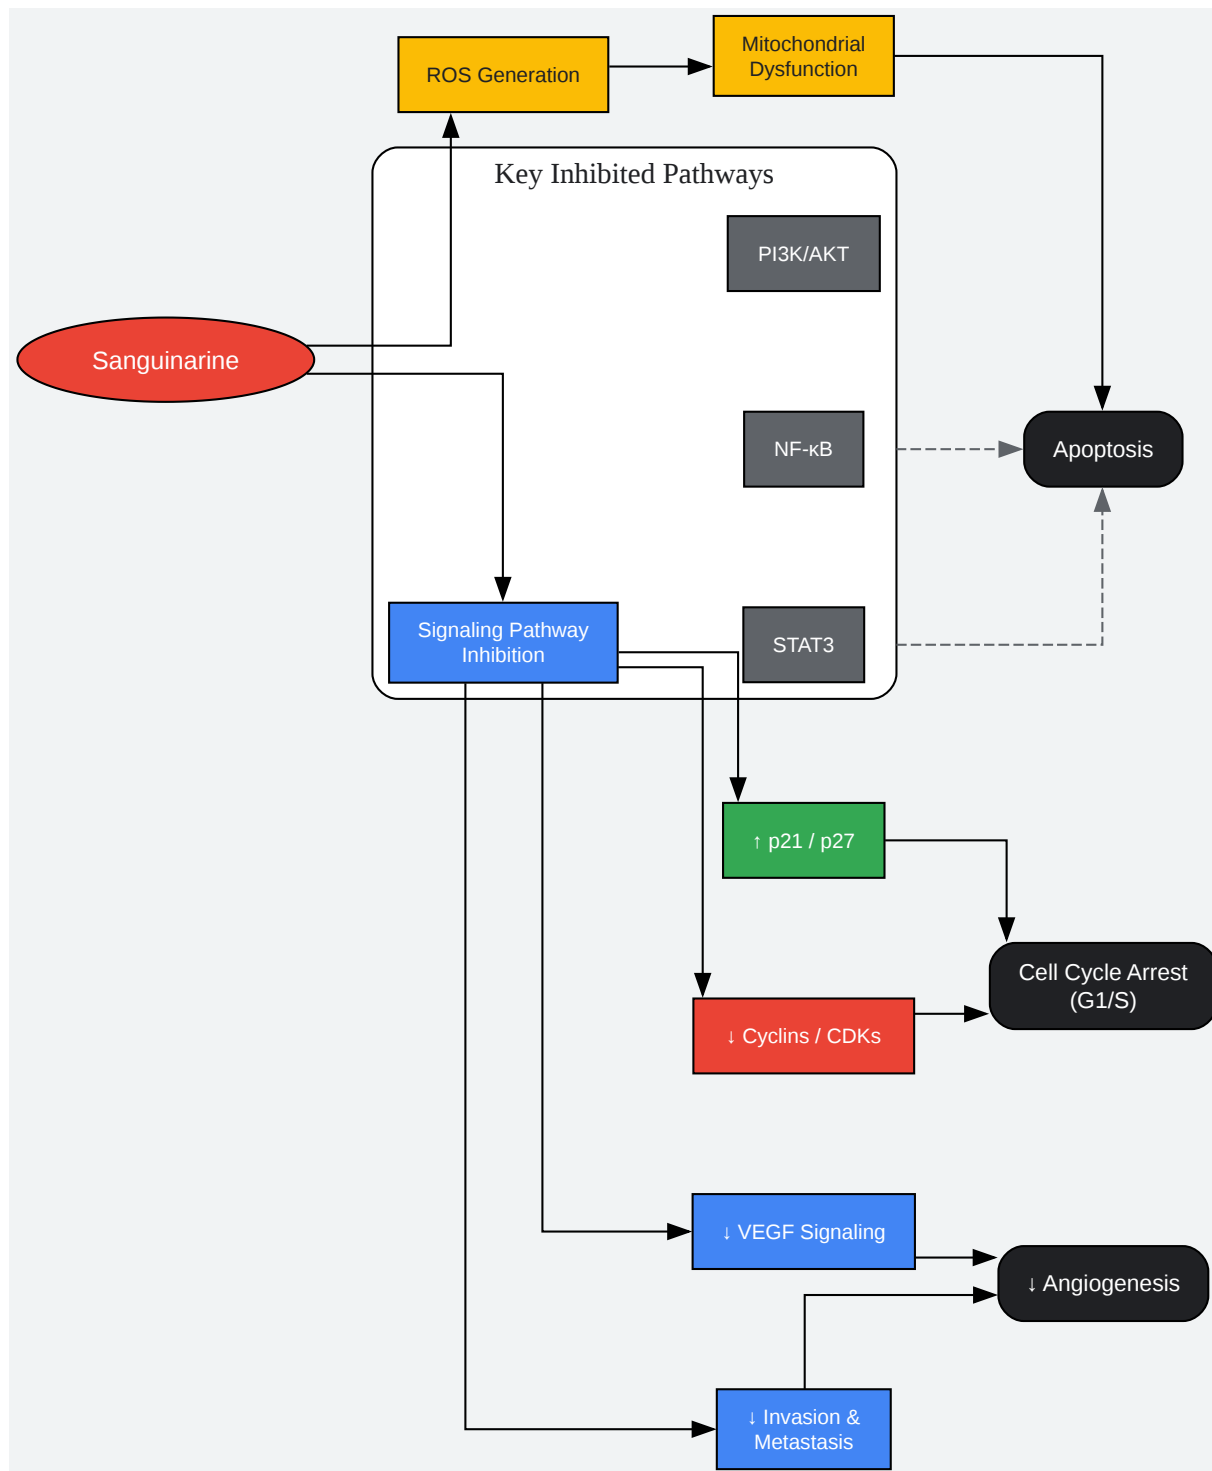 Mitochondrial
Dysfunction
ROS Generation
Key Inhibited Pathways
PI3K/AKT
Sanguinarine
NF-κB
Apoptosis
Signaling Pathway
Inhibition
STAT3
↑ p21 / p27
Cell Cycle Arrest
(G1/S)
↓ Cyclins / CDKs
↓ VEGF Signaling
↓ Angiogenesis
↓ Invasion &
Metastasis